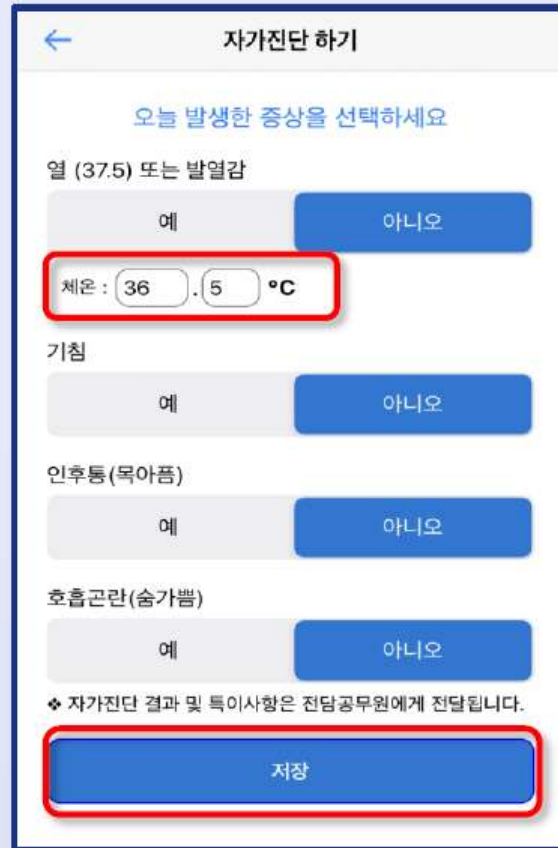 자가진단 하기
오늘 발생한 증상을 선택하세요
열 (37.5) 또는 발열감
예 아니오
체온 : 36 . 5 °C
기침
예 아니오
인후통(목아픔)
예 아니오
호흡곤란(숨가쁨)
예 아니오
❖ 자가진단 결과 및 특이사항은 전담공무원에게 전달됩니다.
저장